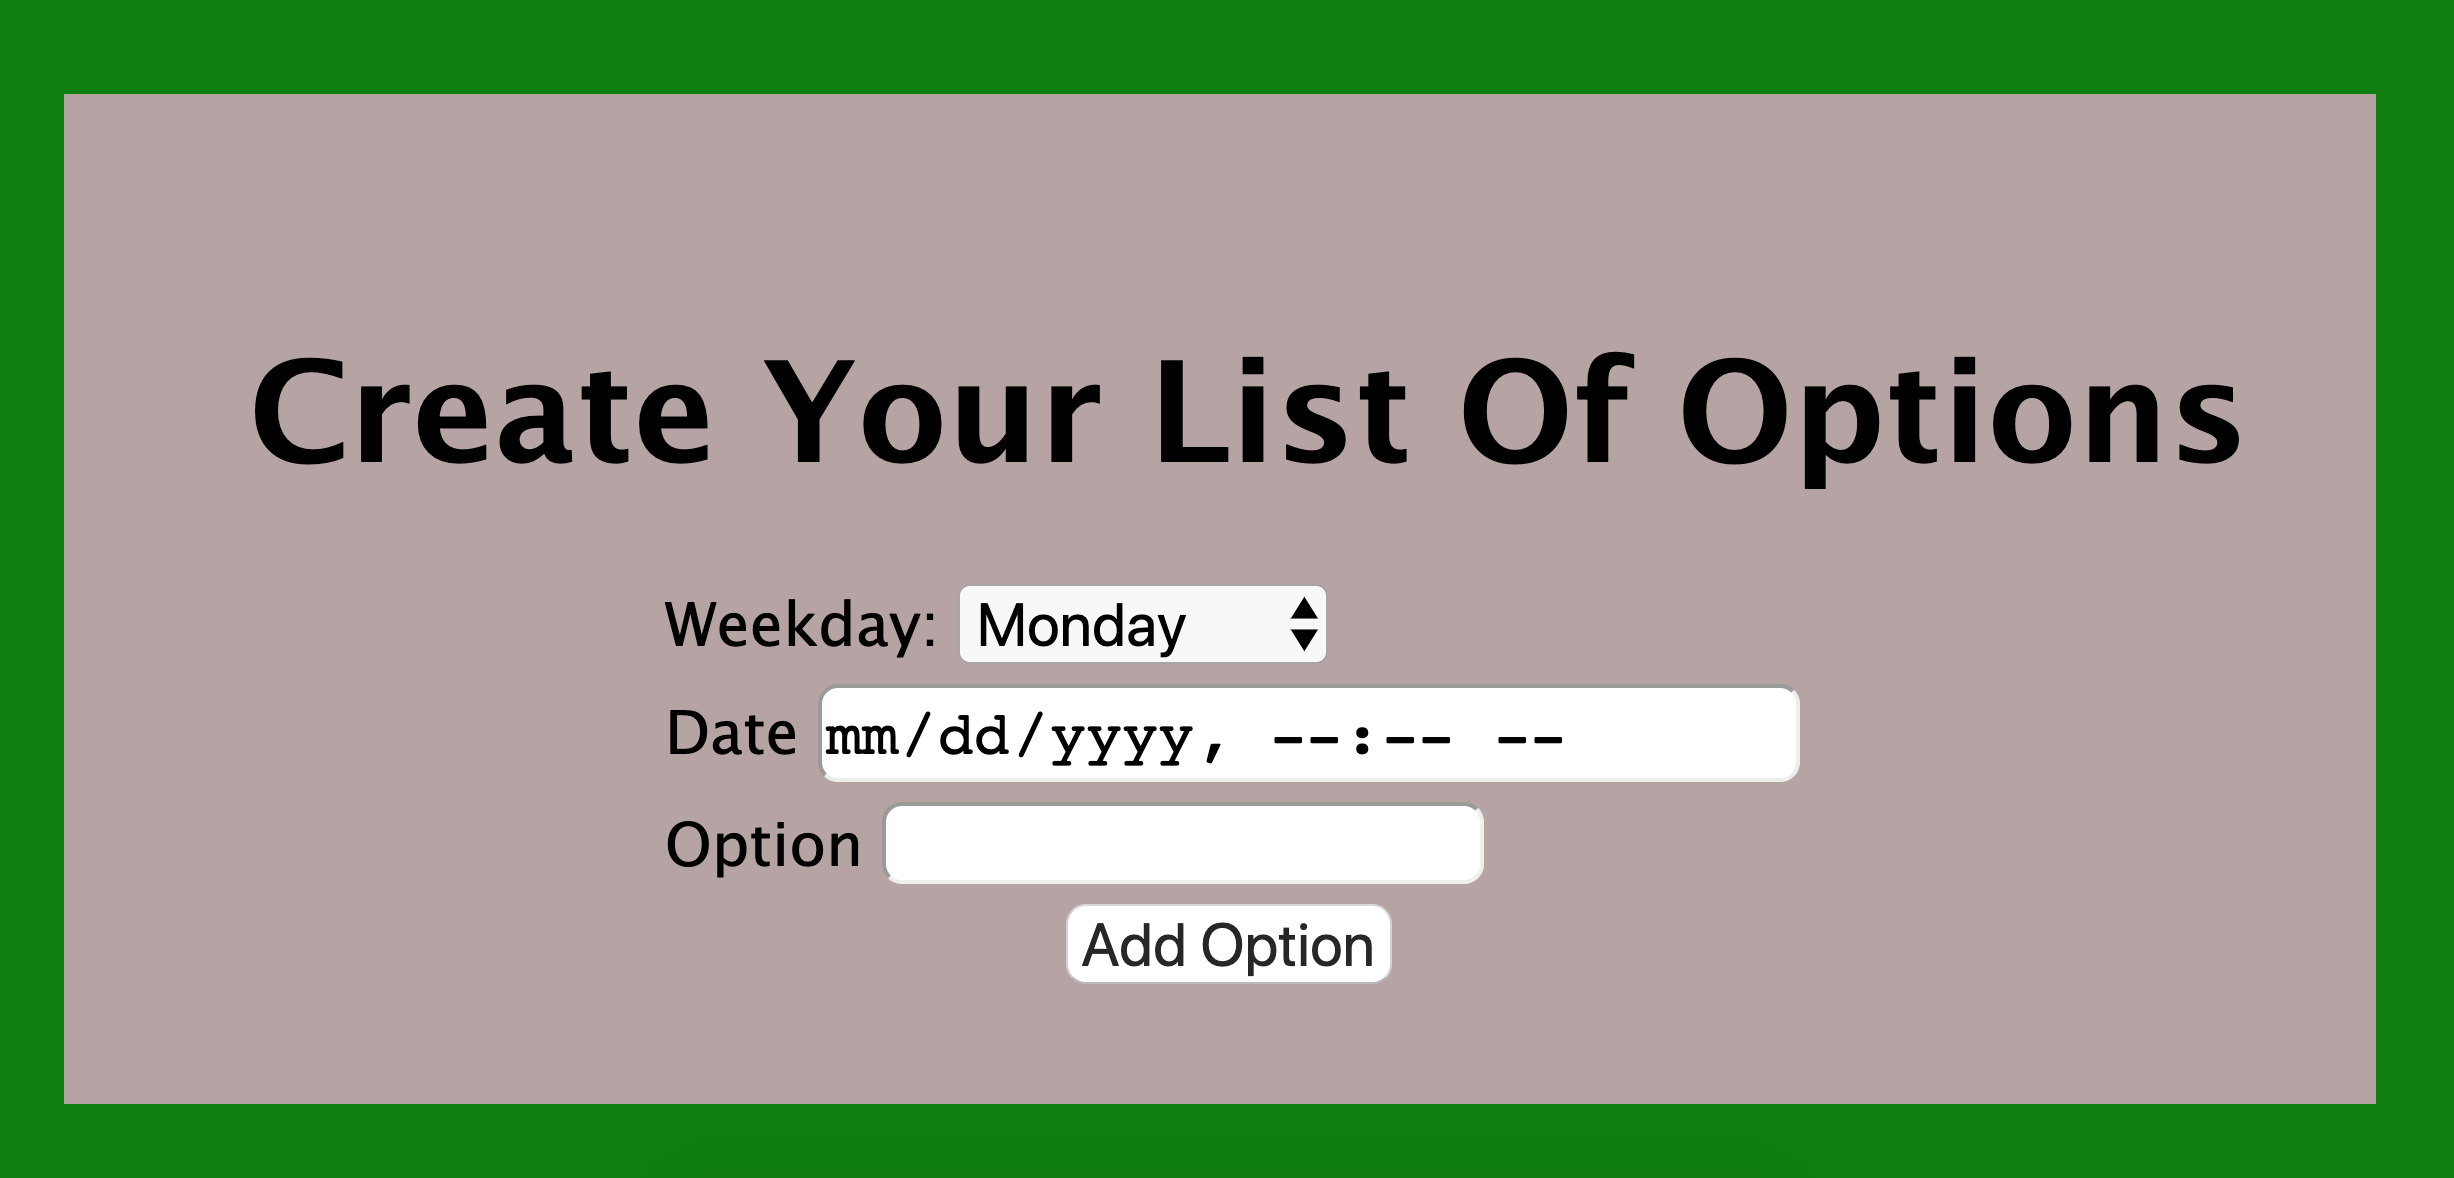 Create Your List Of Options
Weekday: Monday
Date mm/dd/yyyy, --:-- --
Option
Add Option